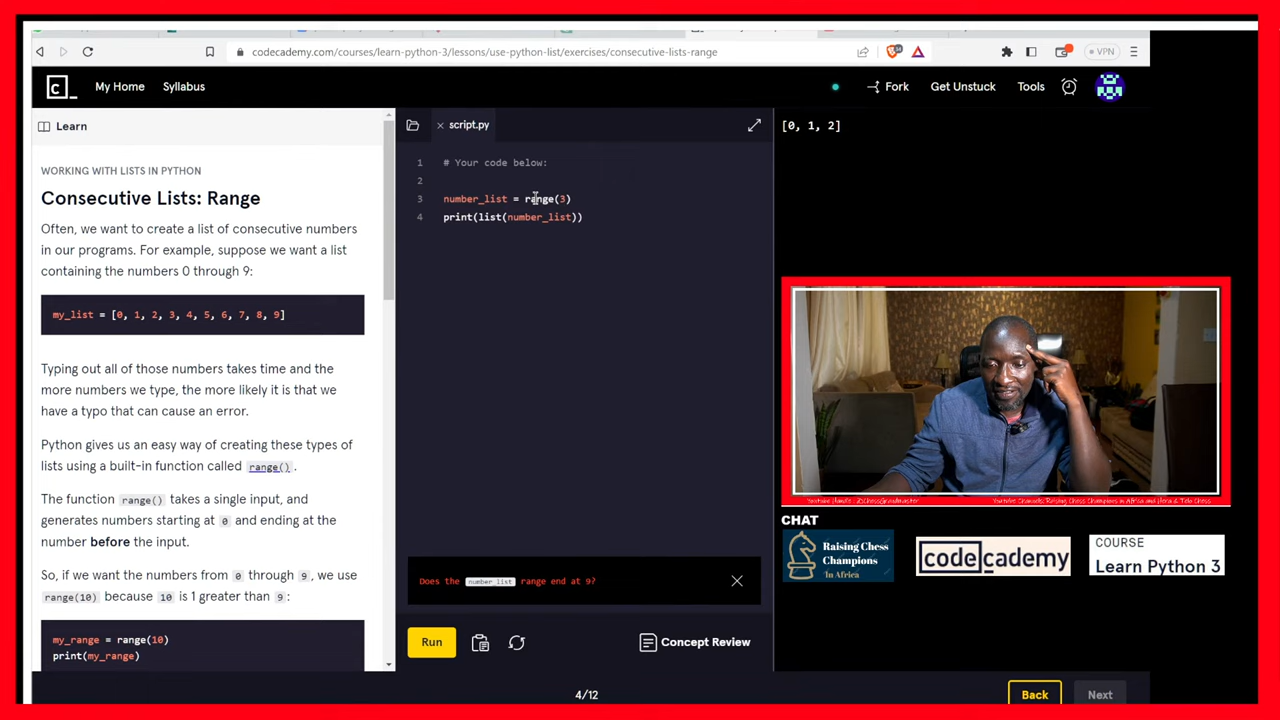 codecademy.com/courses/learn-python-3/lessons/use-python-list/exercises/consecutive-lists-range
VPN
C_
My Home
Syllabus
Fork
Get Unstuck
Tools
Learn
WORKING WITH LISTS IN PYTHON
Consecutive Lists: Range
Often, we want to create a list of consecutive numbers
in our programs. For example, suppose we want a list
containing the numbers 0 through 9:
my_list = [0, 1, 2, 3, 4, 5, 6, 7, 8, 9]
Typing out all of those numbers takes time and the
more numbers we type, the more likely it is that we
have a typo that can cause an error.
Python gives us an easy way of creating these types of
lists using a built-in function called range() .
The function range() takes a single input, and
generates numbers starting at 0 and ending at the
number before the input.
So, if we want the numbers from 0 through 9, we use
range(10) because 10 is 1 greater than 9:
my_range = range(10)
print(my_range)
script.py
1 # Your code below:
2
3 number_list = range(3)
4 print(list(number_list))
Does the number_list range end at 9?
Run
Concept Review
4/12
Back
Next
[0, 1, 2]
CHAT
Raising Chess
Champions
In Africa
codecademy
COURSE
Learn Python 3